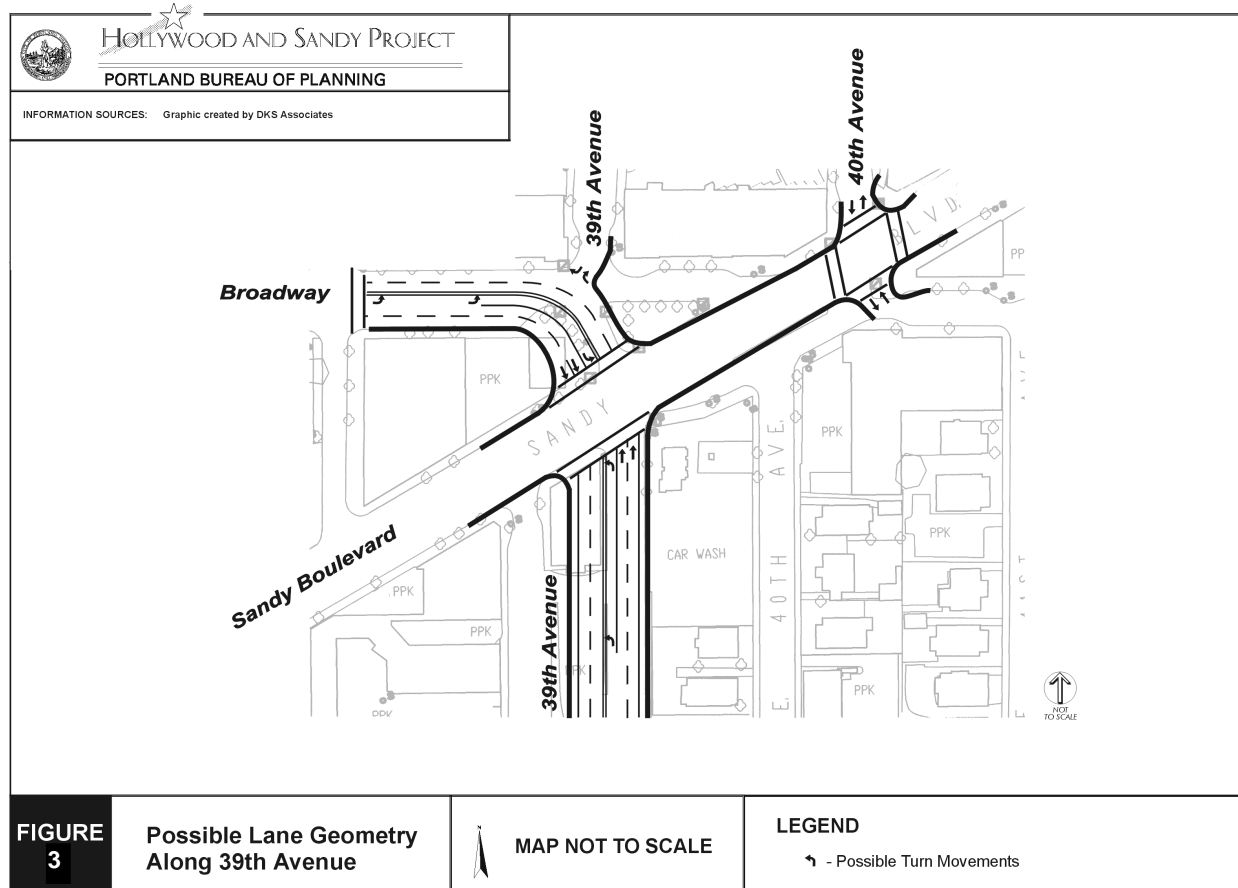 HOLLYWOOD AND SANDY PROJECT
PORTLAND BUREAU OF PLANNING
INFORMATION SOURCES: Graphic created by DKS Associates
40th Avenue
39th Avenue
BLVD.
PP
Broadway
PPK
SANDY
AVE.
PPK
CAR WASH
PPK
Sandy Boulevard
PPK
PPK
40TH
39th Avenue
PPK
PPK
PPK
E.
NOT
TO SCALE
FIGURE
3
Possible Lane Geometry
Along 39th Avenue
N
MAP NOT TO SCALE
LEGEND
- Possible Turn Movements